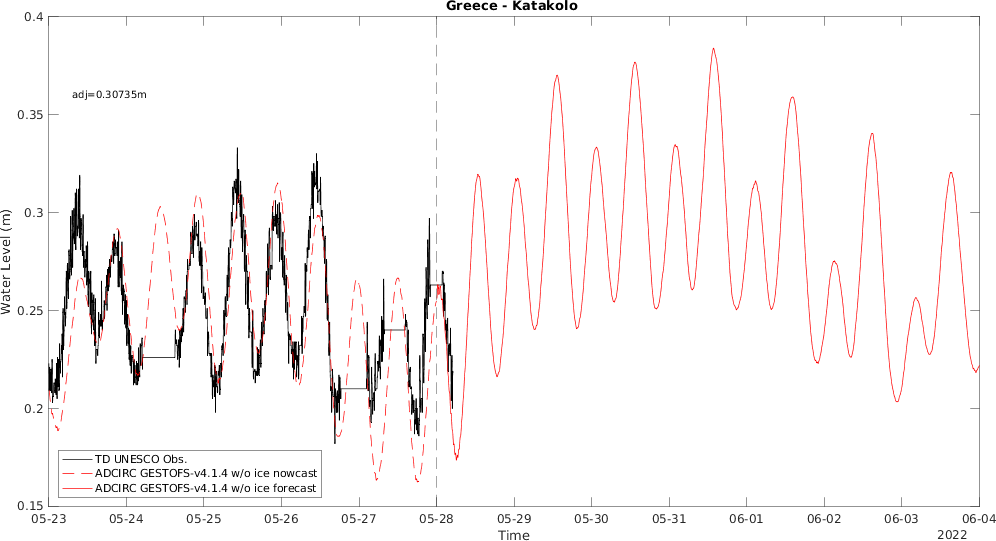 Greece - Katakolo
0.4
0.35
0.3
0.25
0.2
0.15
Water Level (m)
adj=0.30735m
TD UNESCO Obs.
ADCIRC GESTOFS-v4.1.4 w/o ice nowcast
ADCIRC GESTOFS-v4.1.4 w/o ice forecast
05-23 05-24 05-25 05-26 05-27 05-28 05-29 05-30 05-31 06-01 06-02 06-03 06-04
Time
2022